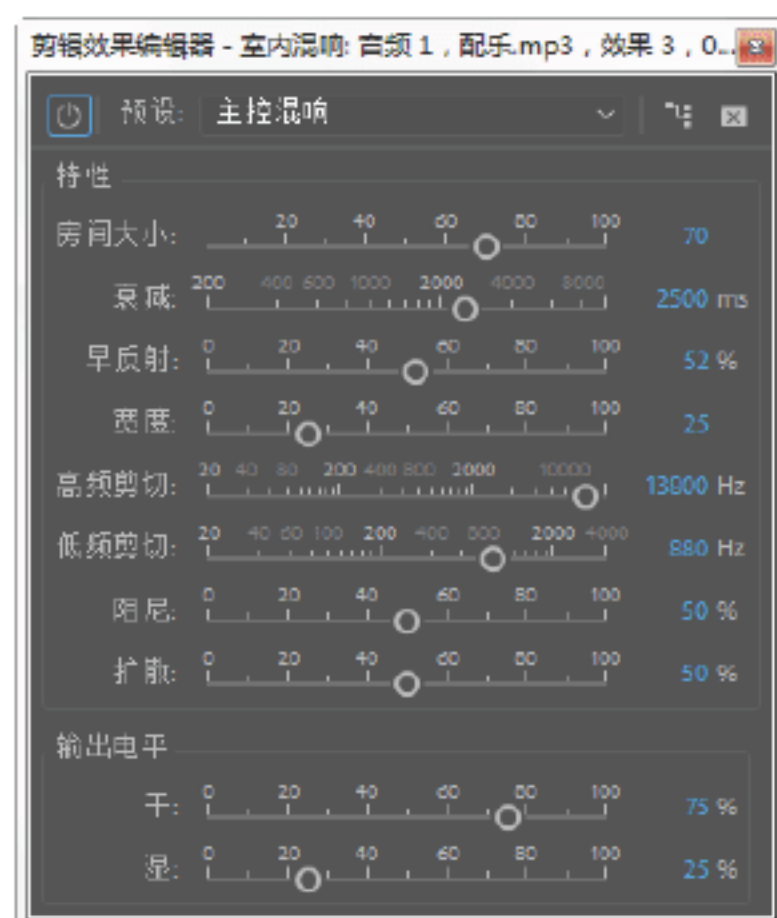 剪辑效果编辑器 - 室内混响: 音频 1，配乐.mp3，效果 3，0...
预设: 主控混响
特性
房间大小: 20 40 60 80 100 70
衰减: 200 400 600 1000 2000 4000 8000 2500 ms
早反射: 0 20 40 60 80 100 52 %
宽度: 0 20 40 60 80 100 25
高频剪切: 20 40 80 200 400 800 2000 10000 13800 Hz
低频剪切: 20 40 60 100 200 400 800 2000 4000 880 Hz
阻尼: 0 20 40 60 80 100 50 %
扩散: 0 20 40 60 80 100 50 %
输出电平
干: 0 20 40 60 80 100 75 %
湿: 0 20 40 60 80 100 25 %